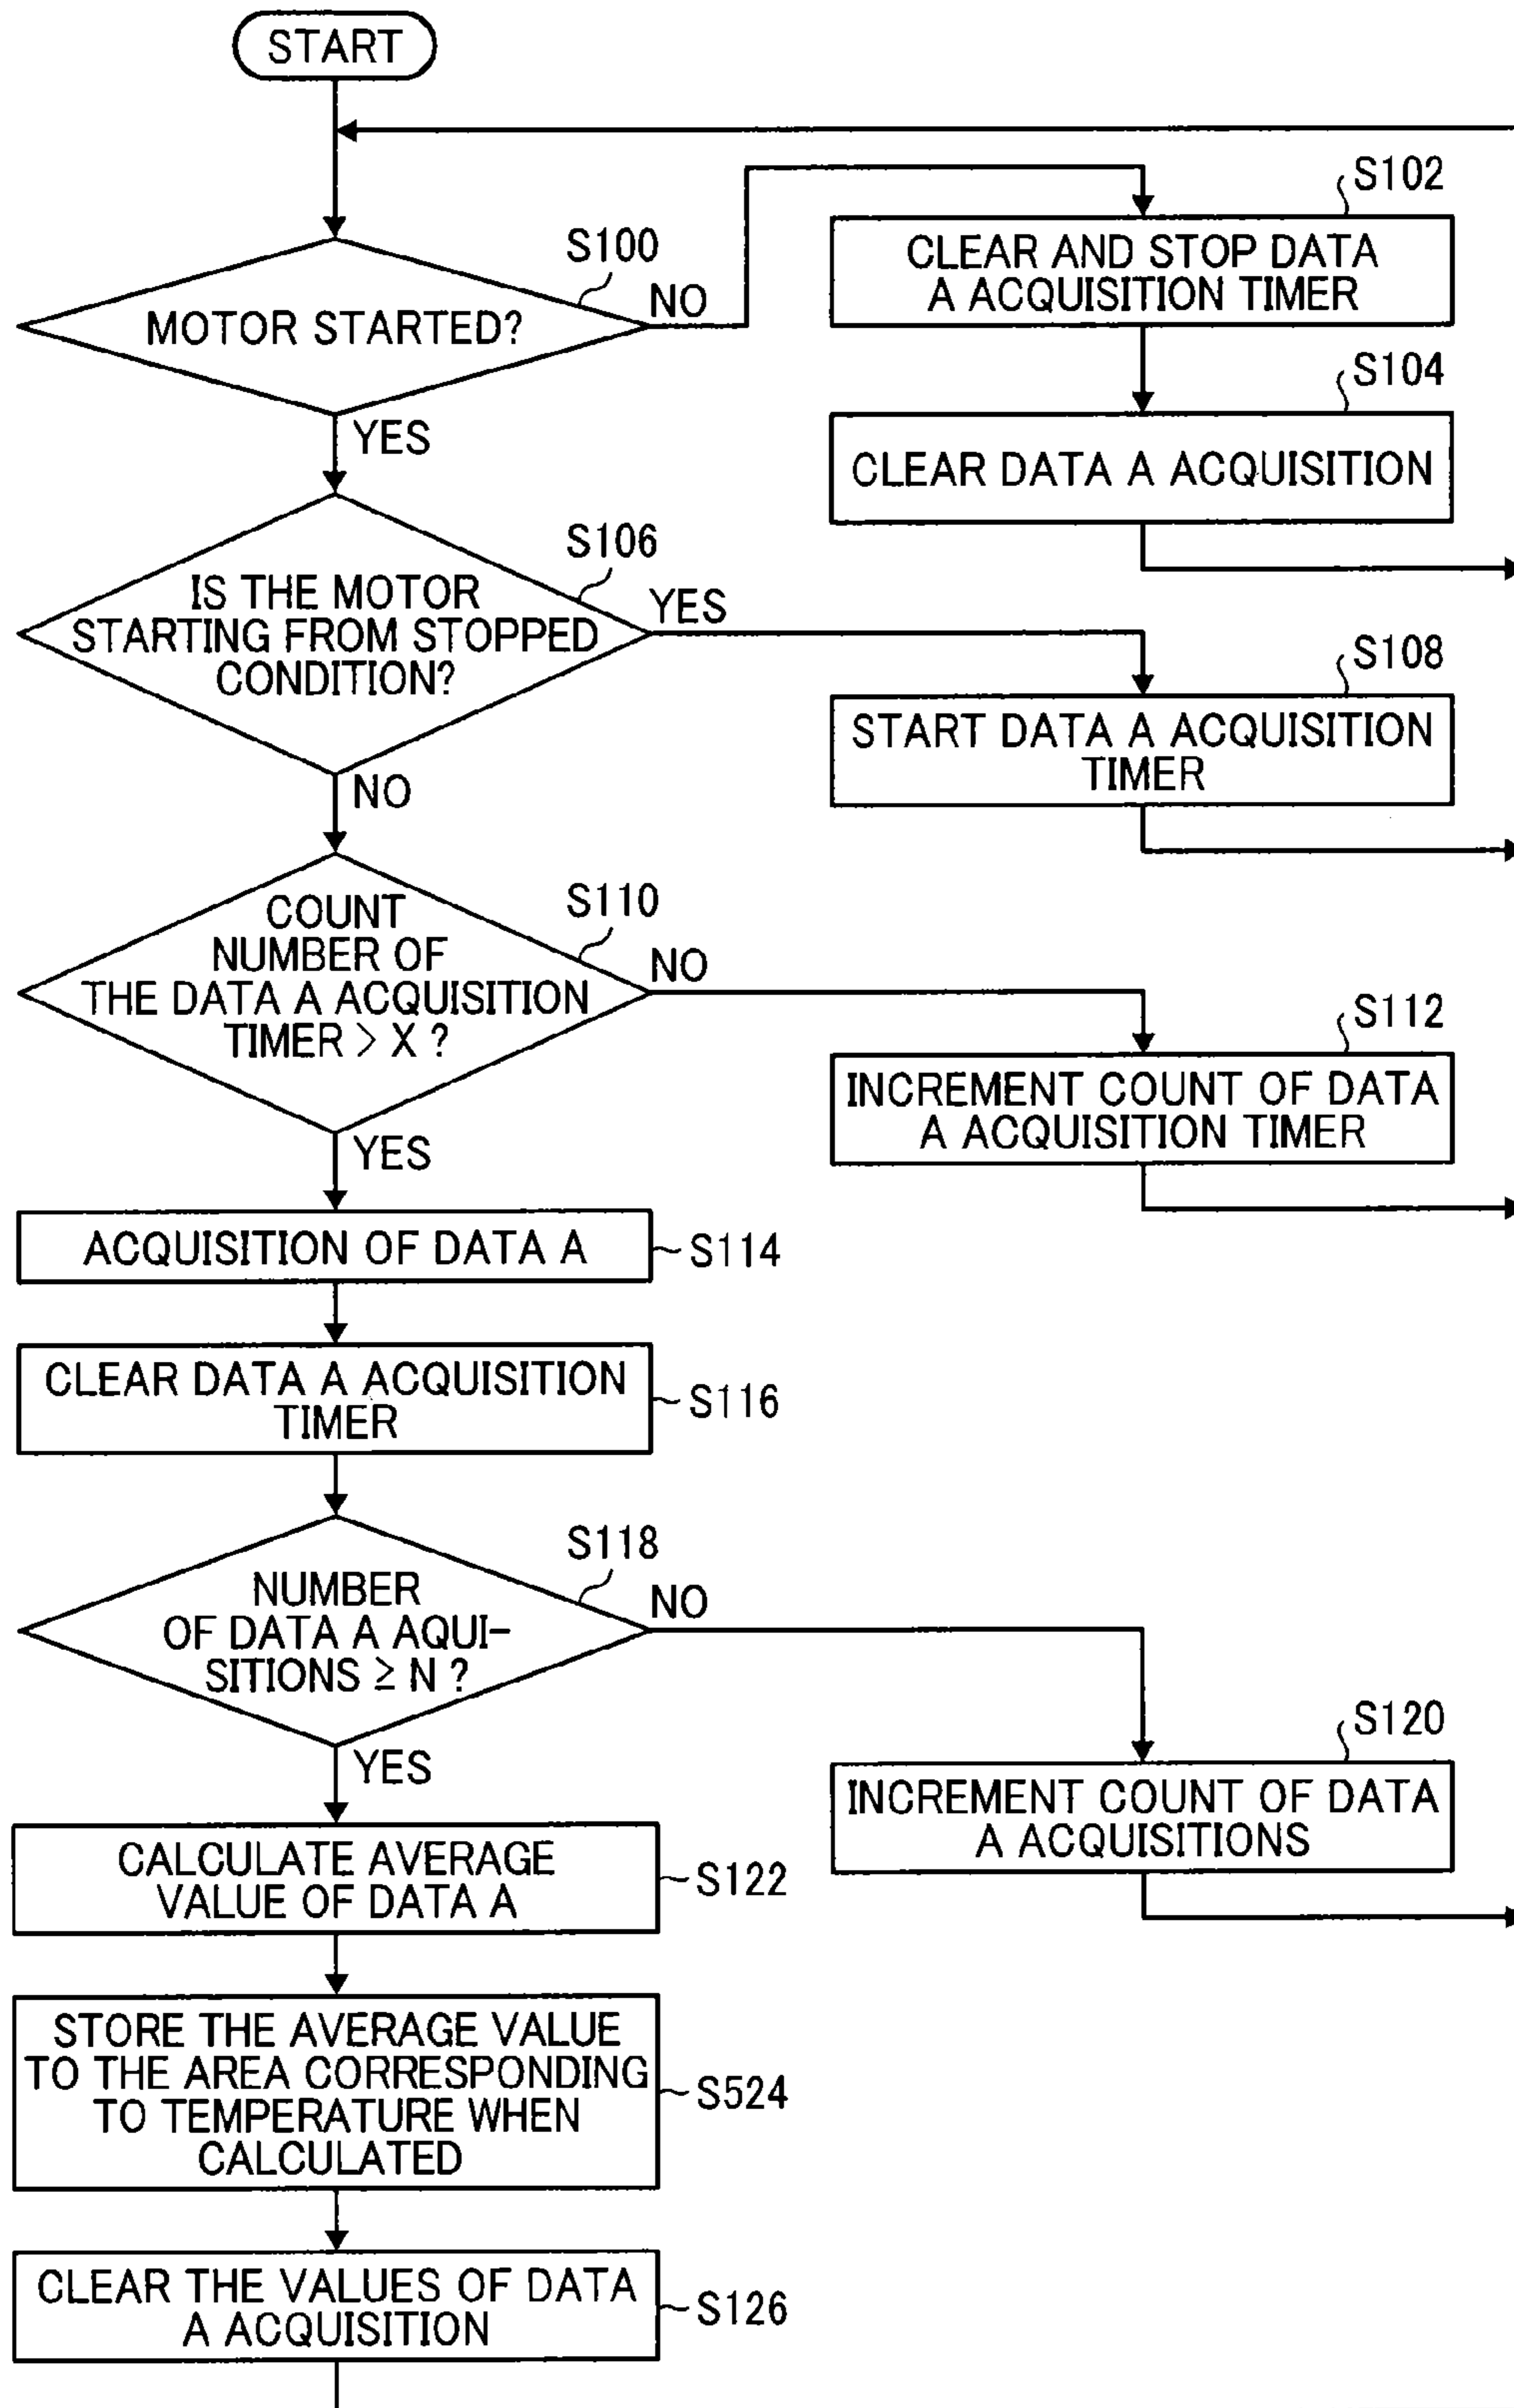 START
S100
MOTOR STARTED?
NO
YES
S102
CLEAR AND STOP DATA
A ACQUISITION TIMER
S104
CLEAR DATA A ACQUISITION
S106
IS THE MOTOR
STARTING FROM STOPPED
CONDITION?
YES
NO
S108
START DATA A ACQUISITION
TIMER
S110
COUNT
NUMBER OF
THE DATA A ACQUISITION
TIMER > X ?
NO
YES
S112
INCREMENT COUNT OF DATA
A ACQUISITION TIMER
ACQUISITION OF DATA A
S114
CLEAR DATA A ACQUISITION
TIMER
S116
S118
NUMBER
OF DATA A AQUI-
SITIONS ≥ N ?
NO
YES
S120
INCREMENT COUNT OF DATA
A ACQUISITIONS
CALCULATE AVERAGE
VALUE OF DATA A
S122
STORE THE AVERAGE VALUE
TO THE AREA CORRESPONDING
TO TEMPERATURE WHEN
CALCULATED
S524
CLEAR THE VALUES OF DATA
A ACQUISITION
S126